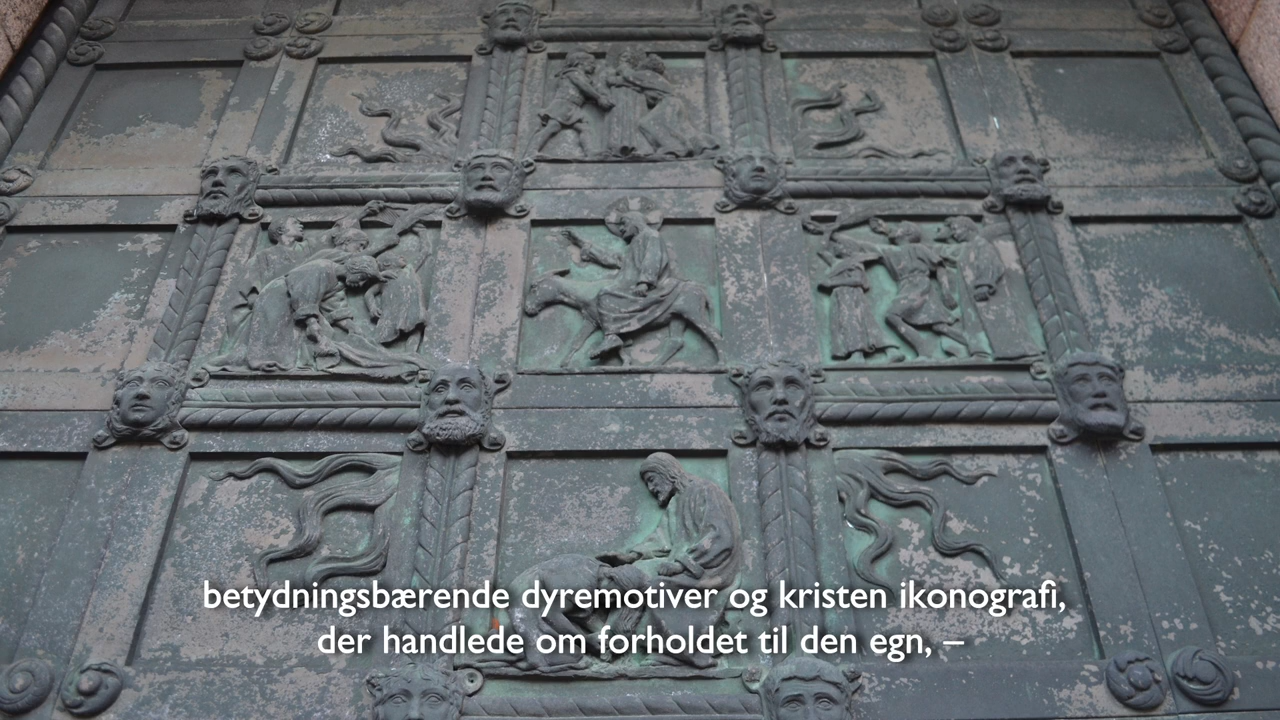 betydningsbærende dyremotiver og kristen ikonografi,
der handlede om forholdet til den egn, –